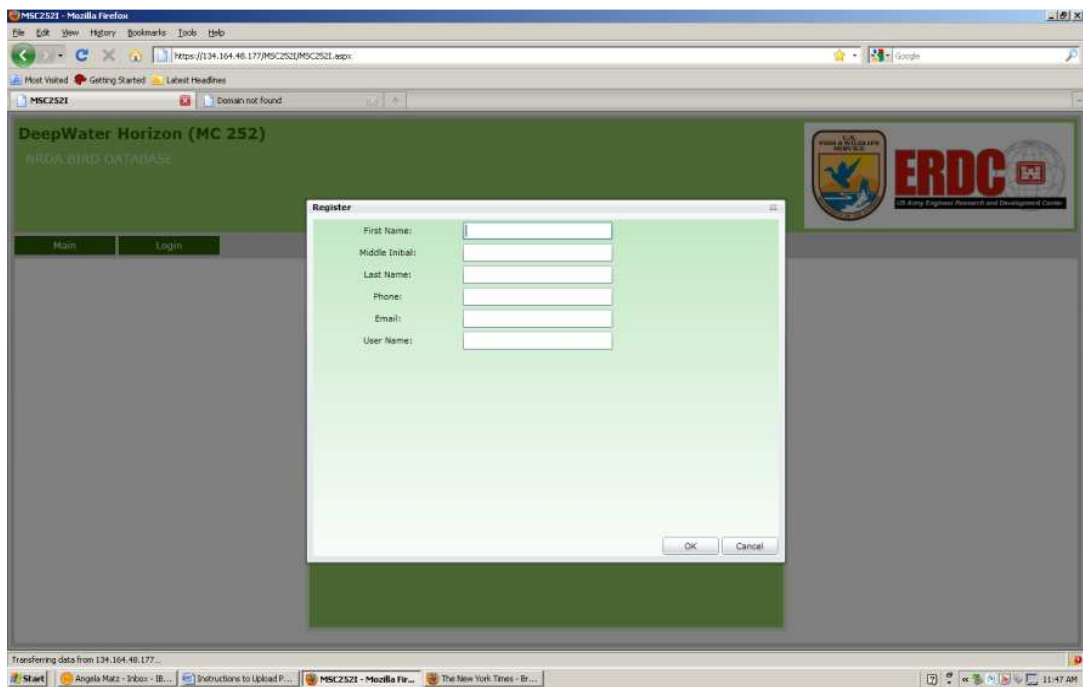 MSC252I - Mozilla Firefox
File Edit View History Bookmarks Tools Help
https://134.164.48.177/MSC252I/MSC252I.aspx
Google
Most Visited Getting Started Latest Headlines
MSC252I
Domain not found
DeepWater Horizon (MC 252)
NRDA BIRD DATABASE
U.S.
FISH & WILDLIFE
SERVICE
ERDC
US Army Engineer Research and Development Center
Main Login
Register
First Name:
Middle Initial:
Last Name:
Phone:
Email:
User Name:
OK Cancel
Transferring data from 134.164.48.177...
Start
Angela Matz - Inbox - IB...
Instructions to Upload P...
MSC252I - Mozilla Fir...
The New York Times - Br...
11:47 AM